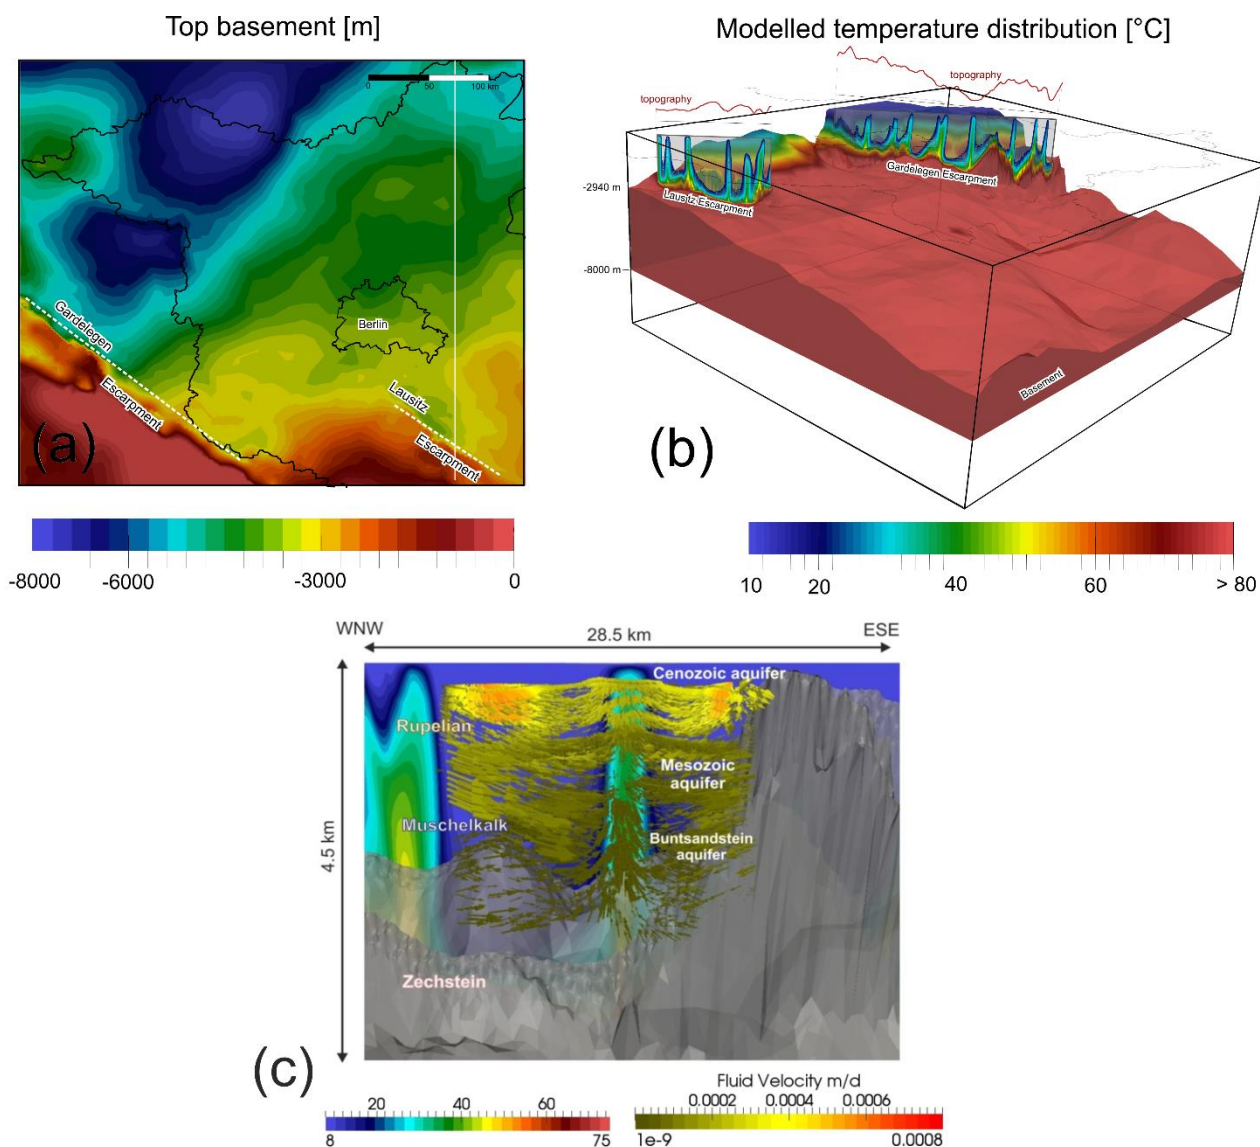 Top basement [m]
0 50 100 km
Gardelegen
Escarpment
Berlin
Lausitz
Escarpment
(a)
-8000 -6000 -3000 0
Modelled temperature distribution [°C]
topography
topography
-2940 m
-8000 m
Gardelegen Escarpment
Lausitz Escarpment
Basement
(b)
10 20 40 60 > 80
WNW 28.5 km ESE
4.5 km
Cenozoic aquifer
Rupelian
Mesozoic
aquifer
Muschelkalk
Buntsandstein
aquifer
Zechstein
(c)
20 40 60
8 75
Fluid Velocity m/d
0.0002 0.0004 0.0006
1e-9 0.0008